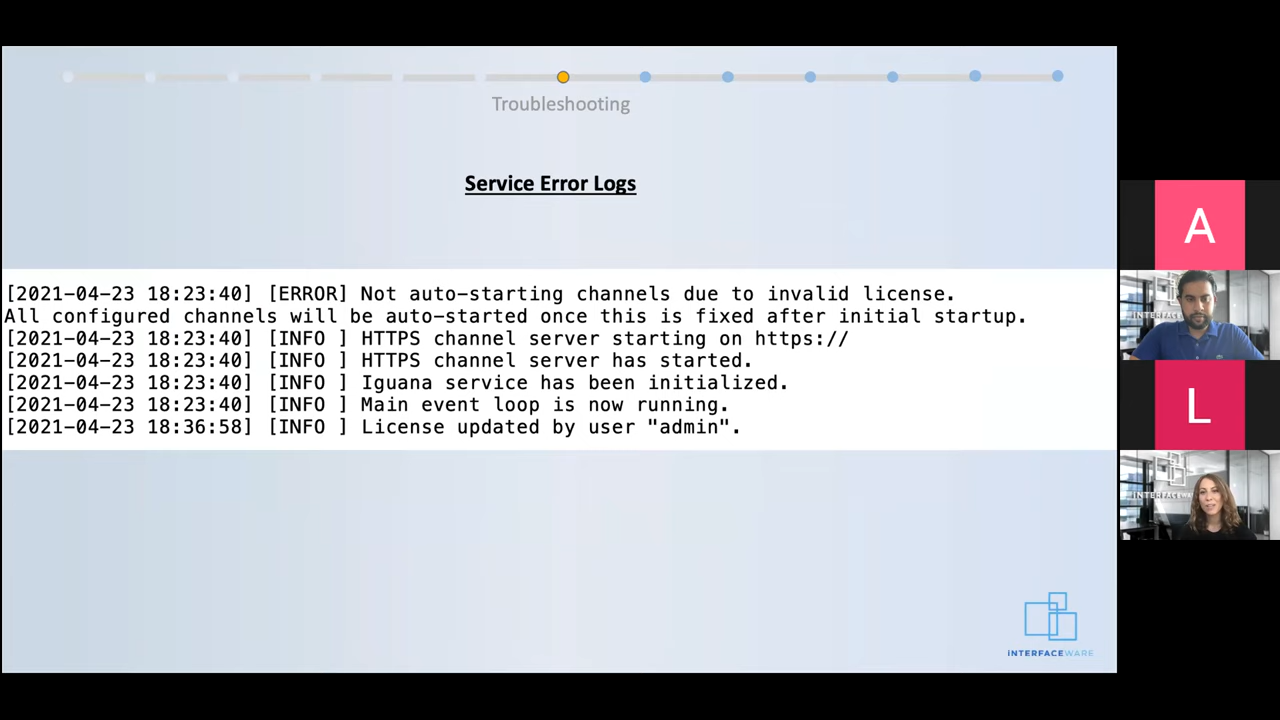 Troubleshooting
Service Error Logs
[2021-04-23 18:23:40] [ERROR] Not auto-starting channels due to invalid license.
All configured channels will be auto-started once this is fixed after initial startup.
[2021-04-23 18:23:40] [INFO ] HTTPS channel server starting on https://
[2021-04-23 18:23:40] [INFO ] HTTPS channel server has started.
[2021-04-23 18:23:40] [INFO ] Iguana service has been initialized.
[2021-04-23 18:23:40] [INFO ] Main event loop is now running.
[2021-04-23 18:36:58] [INFO ] License updated by user "admin".
INTERFACEWARE
A
L